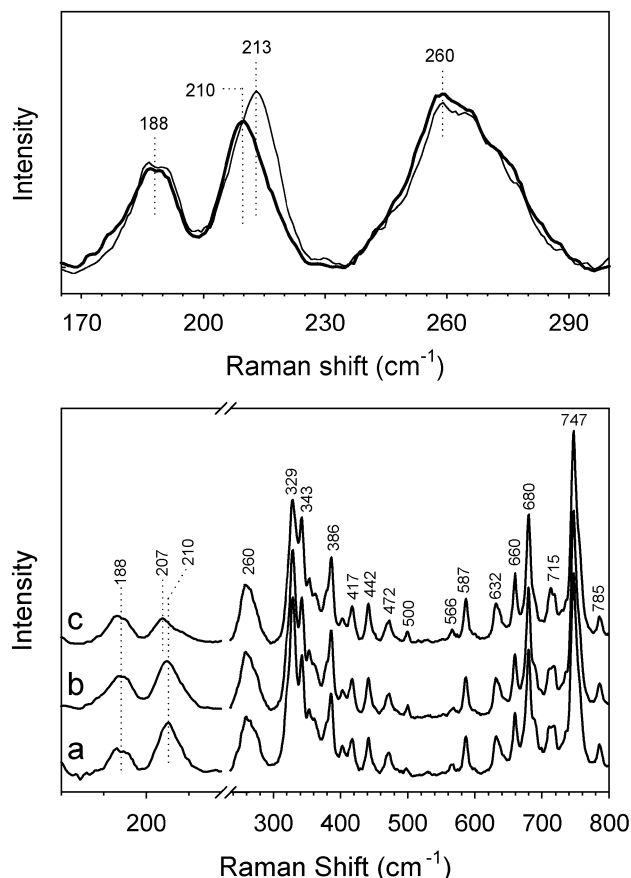 213
210
260
188
Intensity
170 200 230 260 290
Raman shift (cm-1)
747
329
343
680
386
207
210
188
260
417
442
472
500
566
587
632
660
715
785
Intensity
c
b
a
200 300 400 500 600 700 800
Raman Shift (cm-1)